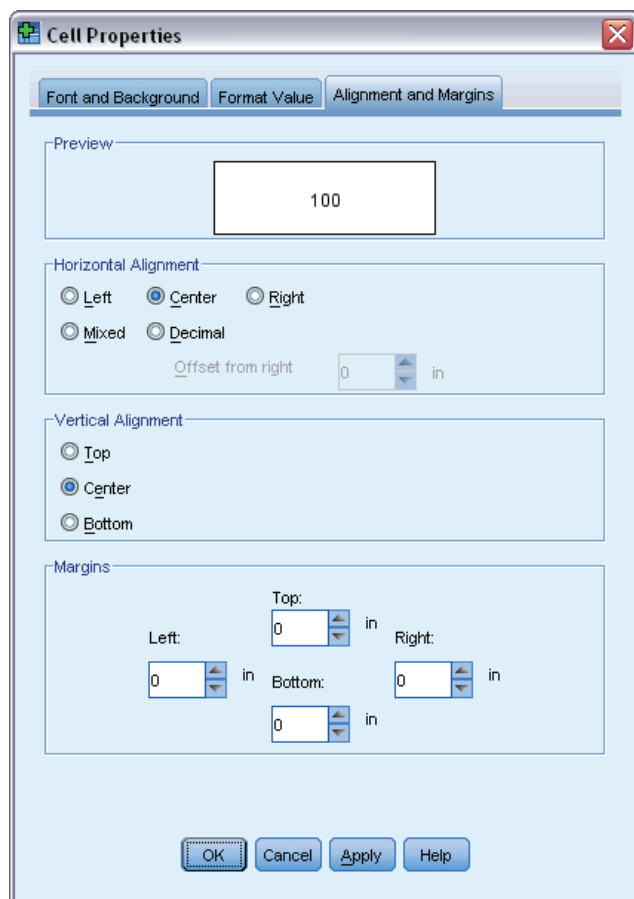 Cell Properties
Font and Background Format Value Alignment and Margins
Preview
100
Horizontal Alignment
Left Center Right
Mixed Decimal
Offset from right 0 in
Vertical Alignment
Top
Center
Bottom
Margins
Top:
0 in
Left: Right:
0 in 0 in
Bottom:
0 in
OK Cancel Apply Help